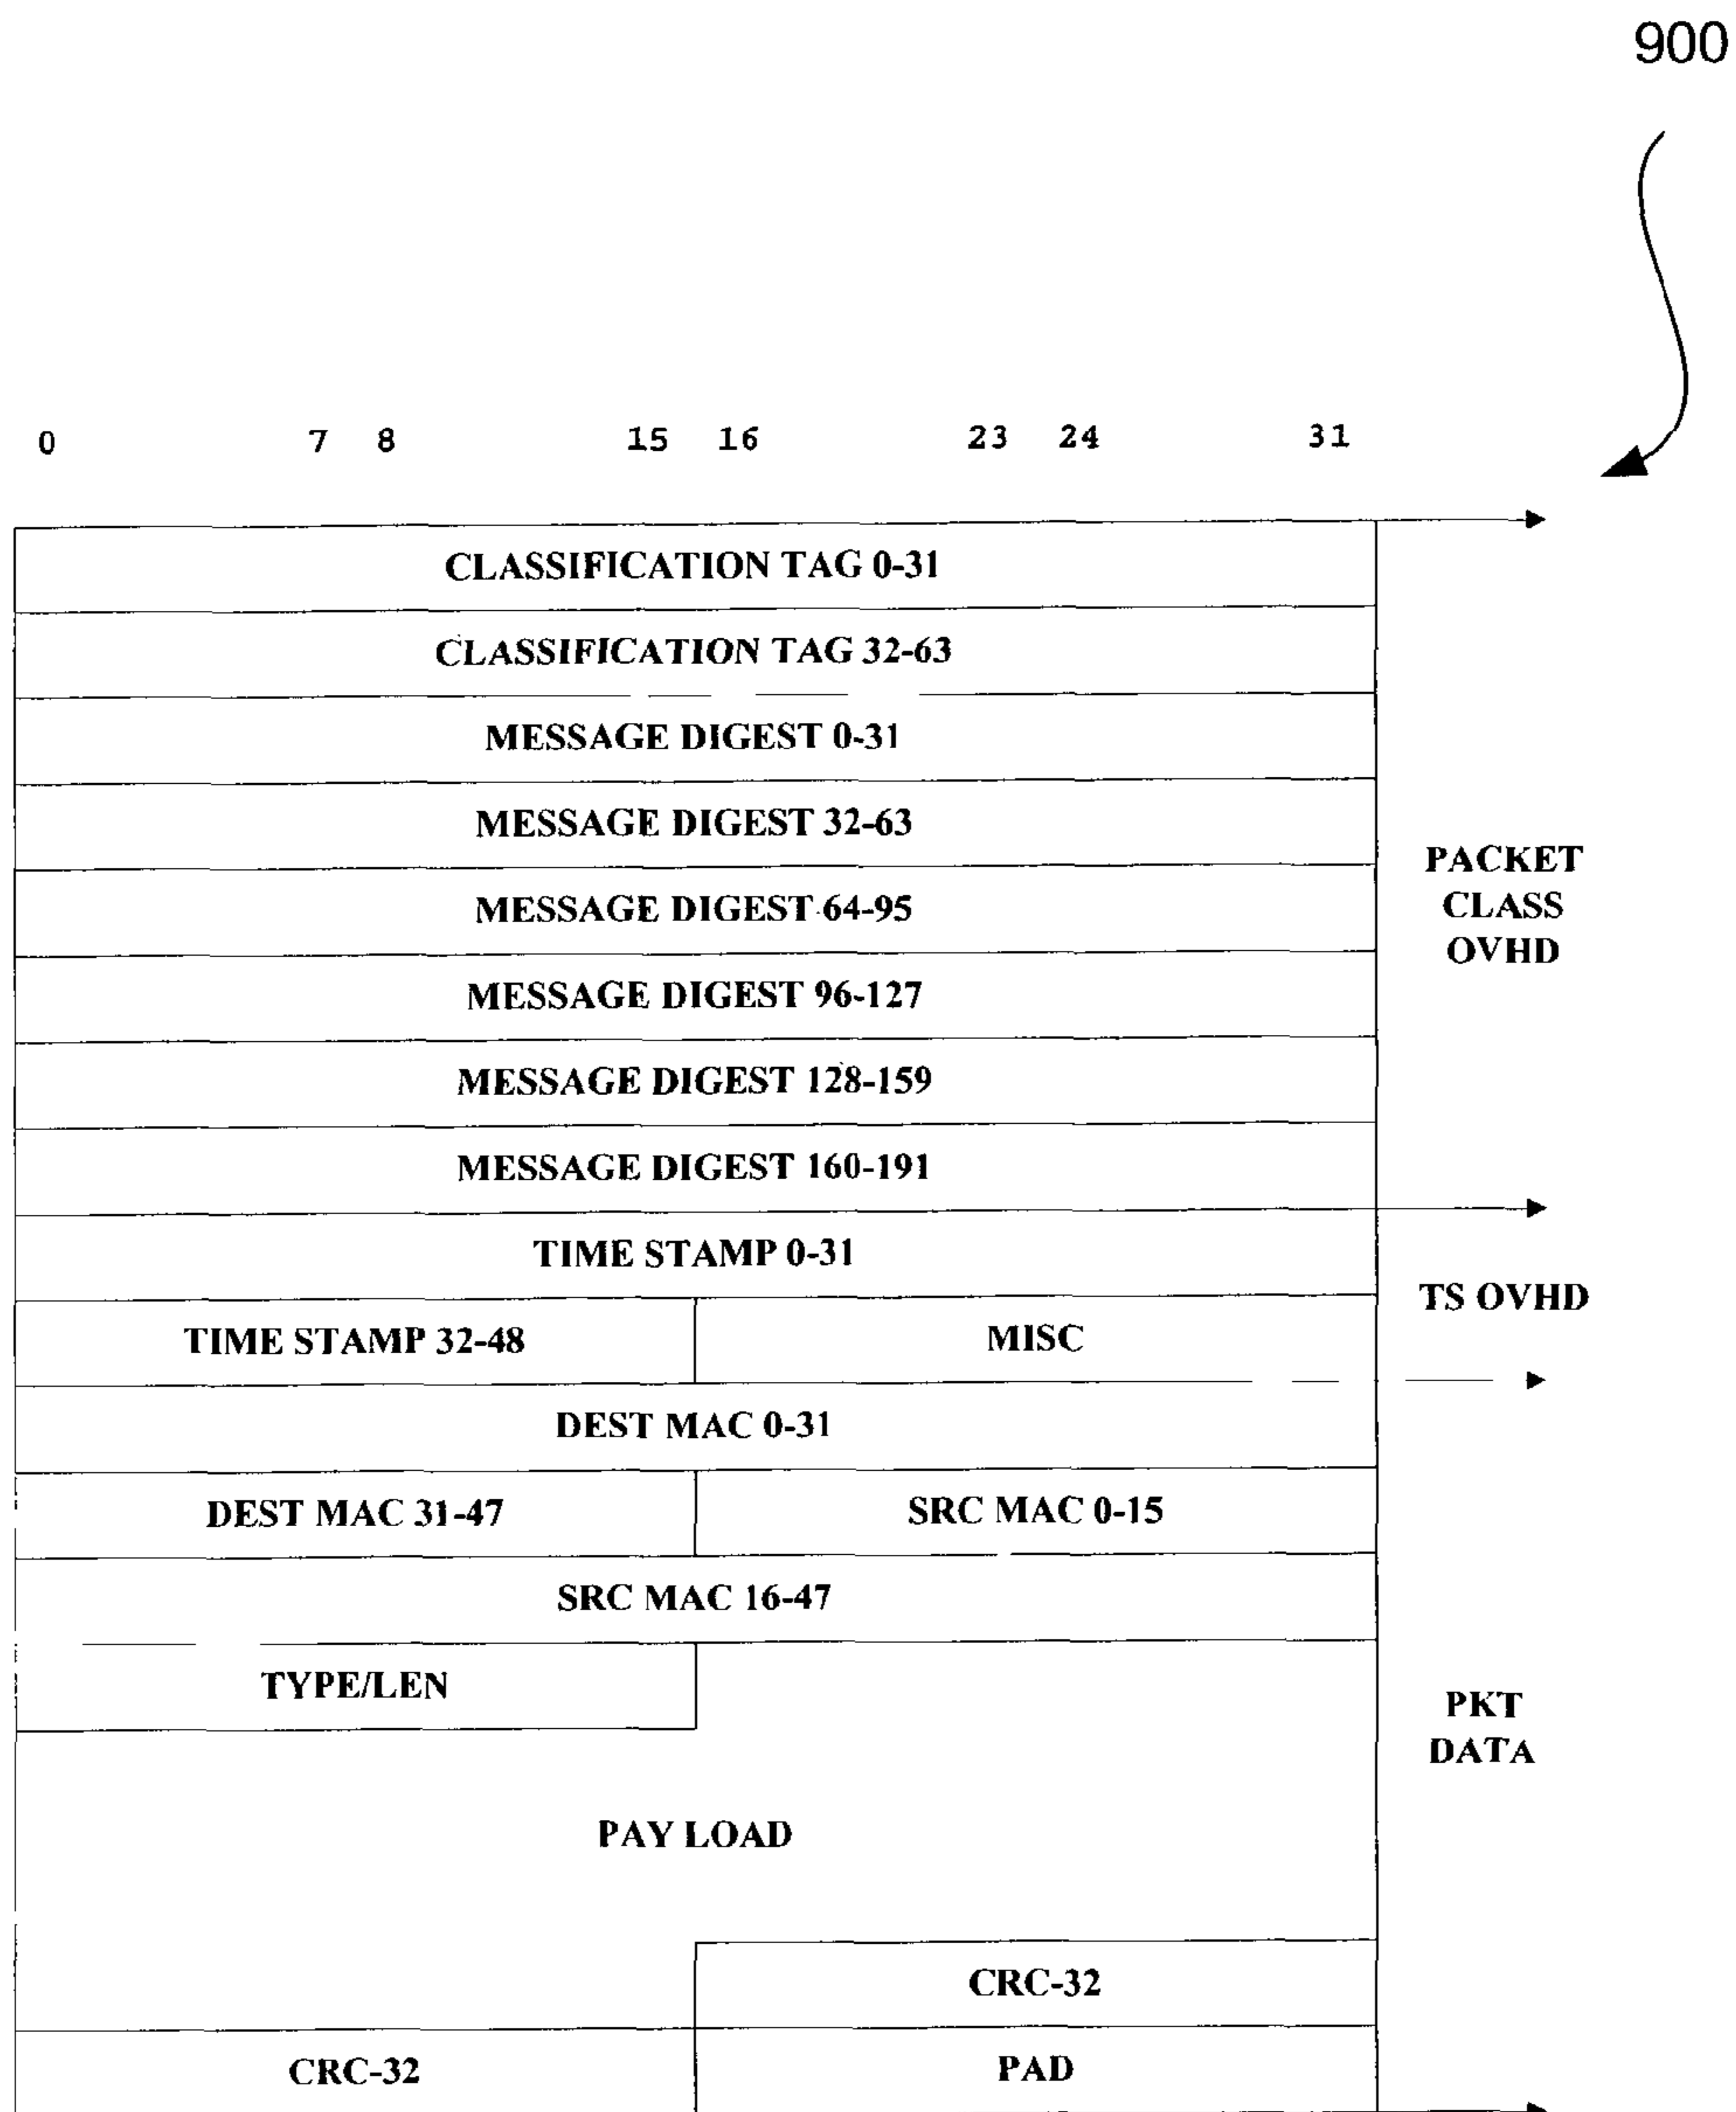 900
0 7 8 15 16 23 24 31
CLASSIFICATION TAG 0-31
CLASSIFICATION TAG 32-63
MESSAGE DIGEST 0-31
MESSAGE DIGEST 32-63
MESSAGE DIGEST 64-95
MESSAGE DIGEST 96-127
MESSAGE DIGEST 128-159
MESSAGE DIGEST 160-191
PACKET
CLASS
OVHD
TIME STAMP 0-31
TIME STAMP 32-48 MISC
TS OVHD
DEST MAC 0-31
DEST MAC 31-47 SRC MAC 0-15
SRC MAC 16-47
TYPE/LEN
PAY LOAD
CRC-32
CRC-32 PAD
PKT
DATA